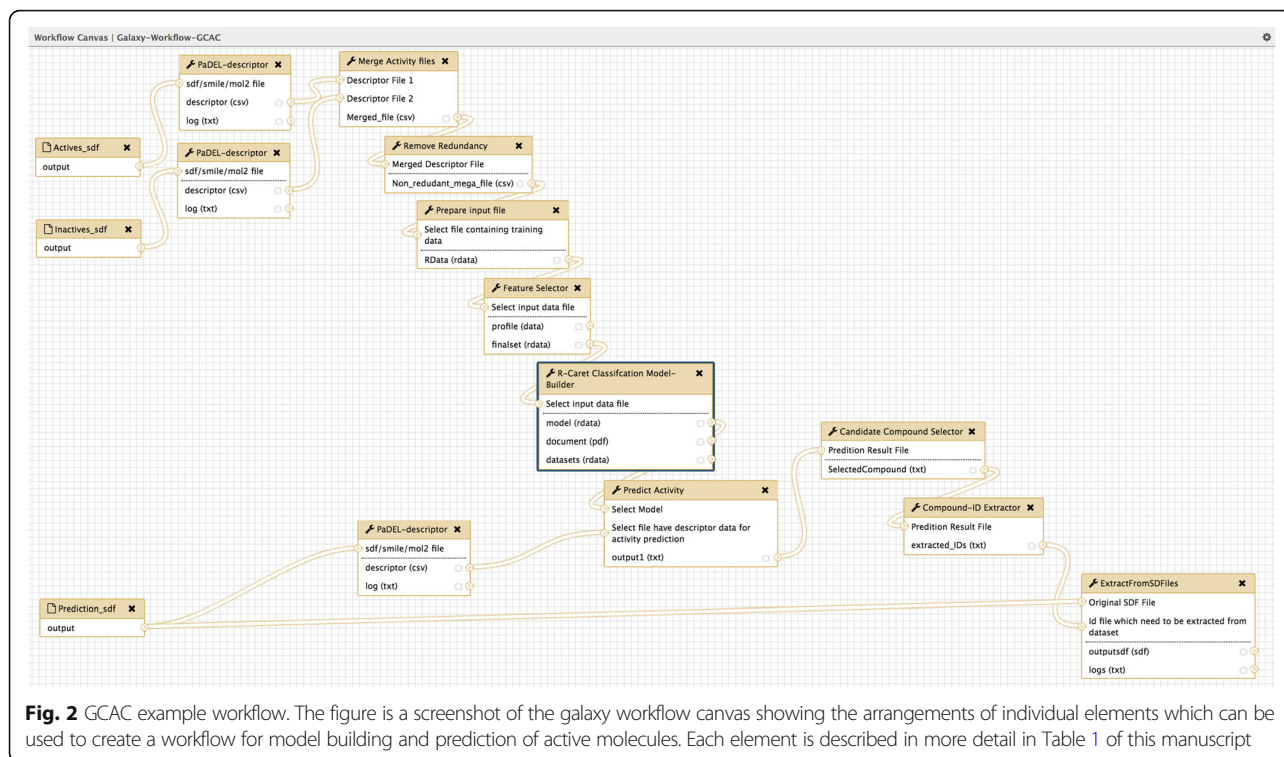 Workflow Canvas | Galaxy-Workflow-GCAC
PaDEL-descriptor
sdf/smile/mol2 file
descriptor (csv)
log (txt)
Merge Activity files
Descriptor File 1
Descriptor File 2
Merged_file (csv)
Actives_sdf
output
PaDEL-descriptor
sdf/smile/mol2 file
descriptor (csv)
log (txt)
Remove Redundancy
Merged Descriptor File
Non_redudant_mega_file (csv)
Inactives_sdf
output
Prepare input file
Select file containing training
data
RData (rdata)
Feature Selector
Select input data file
profile (data)
finalset (rdata)
R-Caret Classifcation Model-
Builder
Select input data file
model (rdata)
document (pdf)
datasets (rdata)
Candidate Compound Selector
Predition Result File
SelectedCompound (txt)
Predict Activity
Select Model
Select file have descriptor data for
activity prediction
output1 (txt)
Compound-ID Extractor
Predition Result File
extracted_IDs (txt)
PaDEL-descriptor
sdf/smile/mol2 file
descriptor (csv)
log (txt)
Prediction_sdf
output
ExtractFromSDFiles
Original SDF File
Id file which need to be extracted from
dataset
outputsdf (sdf)
logs (txt)
Fig. 2 GCAC example workflow. The figure is a screenshot of the galaxy workflow canvas showing the arrangements of individual elements which can be
used to create a workflow for model building and prediction of active molecules. Each element is described in more detail in Table 1 of this manuscript